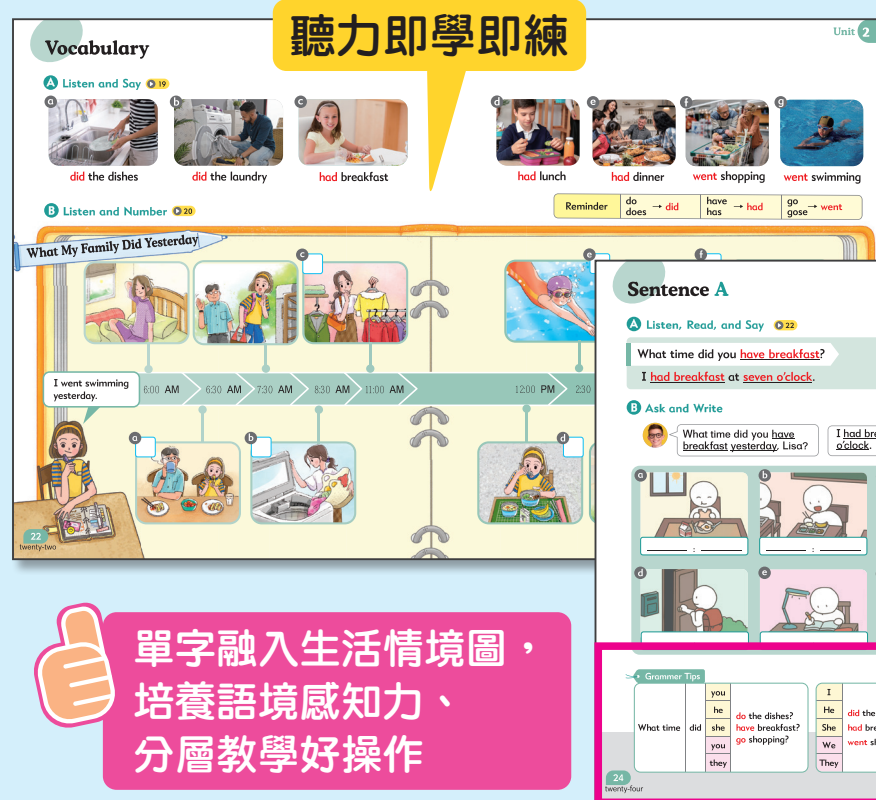 聽力即學即練
Unit 2
Vocabulary
A Listen and Say 19
a
b
c
d
e
f
g
did the dishes
did the laundry
had breakfast
had lunch
had dinner
went shopping
went swimming
B Listen and Number 20
Reminder
do
does → did
have
has → had
go
gose → went
What My Family Did Yesterday
c
e
f
I went swimming
yesterday.
6:00 AM
6:30 AM
7:30 AM
8:30 AM
11:00 AM
12:00 PM
2:30
a
b
d
22
twenty-two
Sentence A
A Listen, Read, and Say 22
What time did you have breakfast?
I had breakfast at seven o'clock.
B Ask and Write
What time did you have
breakfast yesterday. Lisa?
I had
o'clock.
a
b
:
:
d
e
Grammer Tips
What time
did
you
he
she
you
they
do the dishes?
have breakfast?
go shopping?
I
He
She
We
They
did the
had
went
24
twenty-four
單字融入生活情境圖，
培養語境感知力、
分層教學好操作